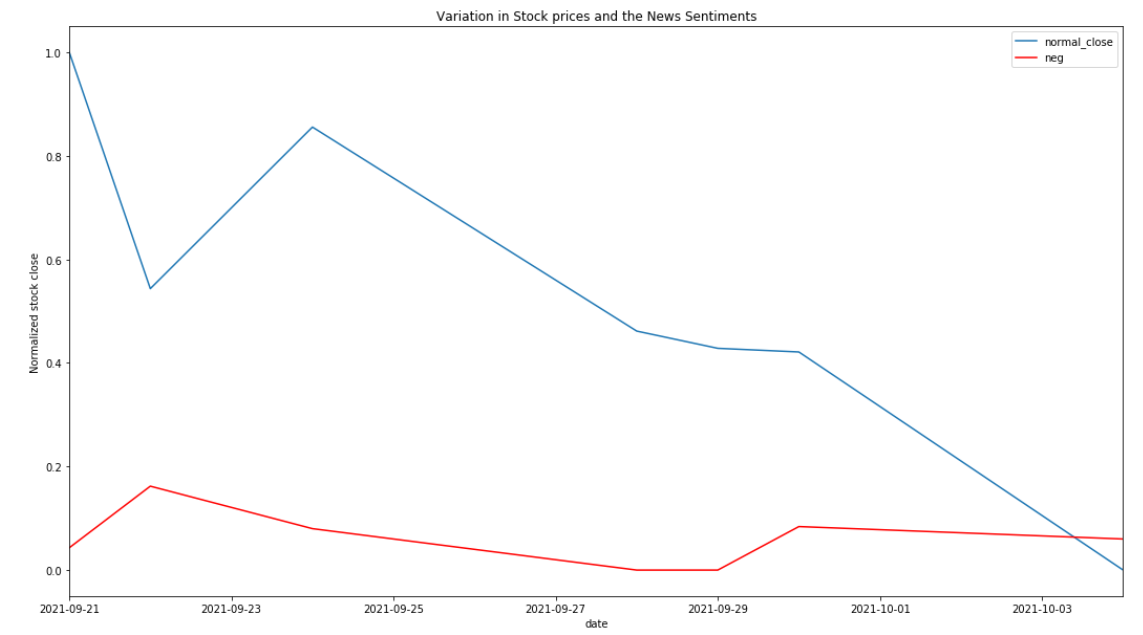 Variation in Stock prices and the News Sentiments
normal_close
neg
Normalized stock close
1.0
0.8
0.6
0.4
0.2
0.0
2021-09-21 2021-09-23 2021-09-25 2021-09-27 2021-09-29 2021-10-01 2021-10-03
date